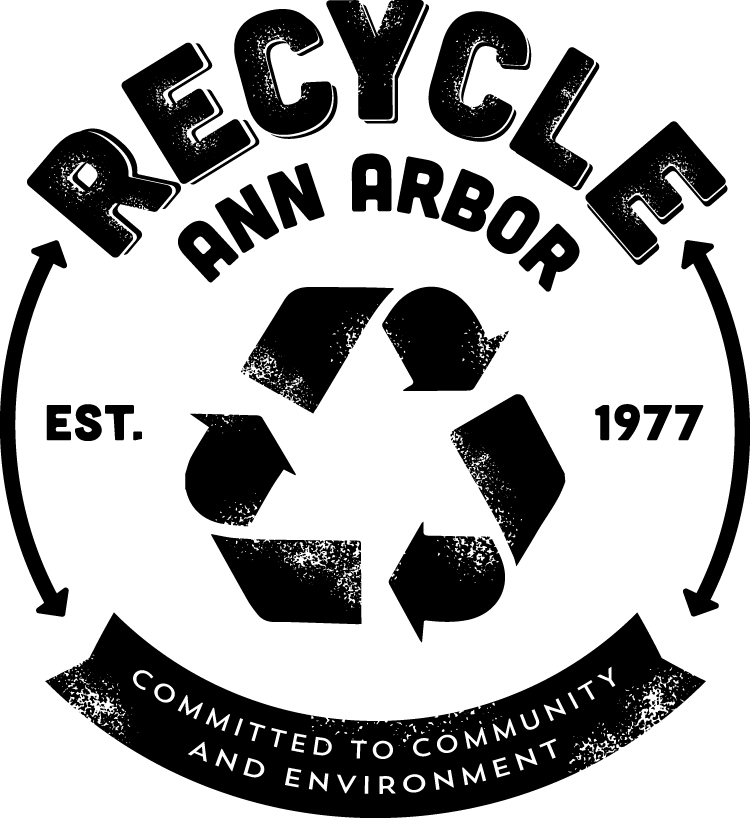 RECYCLE
ANN ARBOR
EST. 1977
COMMITTED TO COMMUNITY
AND ENVIRONMENT